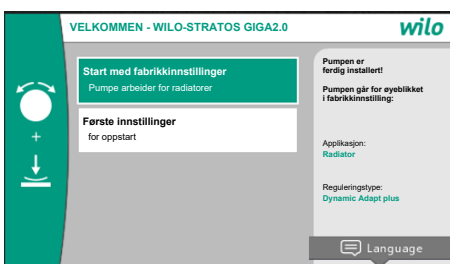 VELKOMMEN - WILO-STRATOS GIGA2.0
wilo
Start med fabrikkinnstillinger
Pumpe arbeider for radiatorer
Første innstillinger
for oppstart
Pumpen er
ferdig installert!
Pumpen går for øyeblikket
i fabrikkinnstilling:
Applikasjon:
Radiator
Reguleringstype:
Dynamic Adapt plus
Language